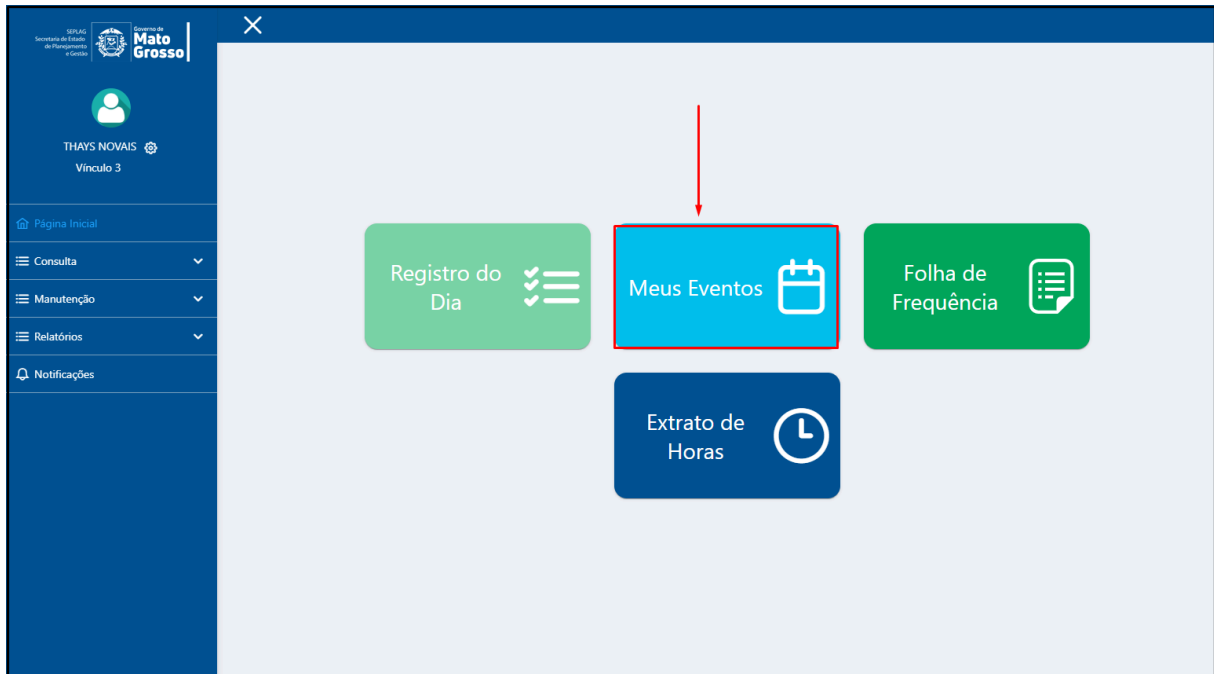 SEPLAG
Secretaria de Estado
de Planejamento
e Gestão
Governo de
Mato
Grosso
THAYS NOVAIS
Vínculo 3
Página Inicial
Consulta
Manutenção
Relatórios
Notificações
Registro do
Dia
Meus Eventos
Folha de
Frequência
Extrato de
Horas